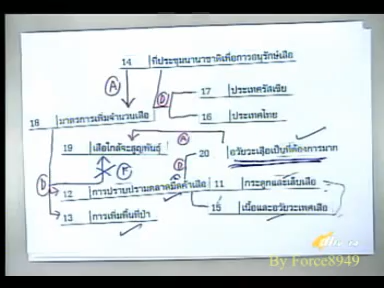 14 ที่ประชุมนานาชาติเพื่อการอนุรักษ์เสือ
A
D
17 ประเทศรัสเซีย
18 มาตรการเพิ่มจำนวนเสือ
16 ประเทศไทย
A
19 เสือใกล้จะสูญพันธุ์
20 อวัยวะเสือเป็นที่ต้องการมาก
D
D
12 การปราบปรามตลาดมืดค้าเสือ
11 กระดูกและเล็บเสือ
13 การเพิ่มพื้นที่ป่า
15 เนื้อและอวัยวะเพศเสือ
By Force8949